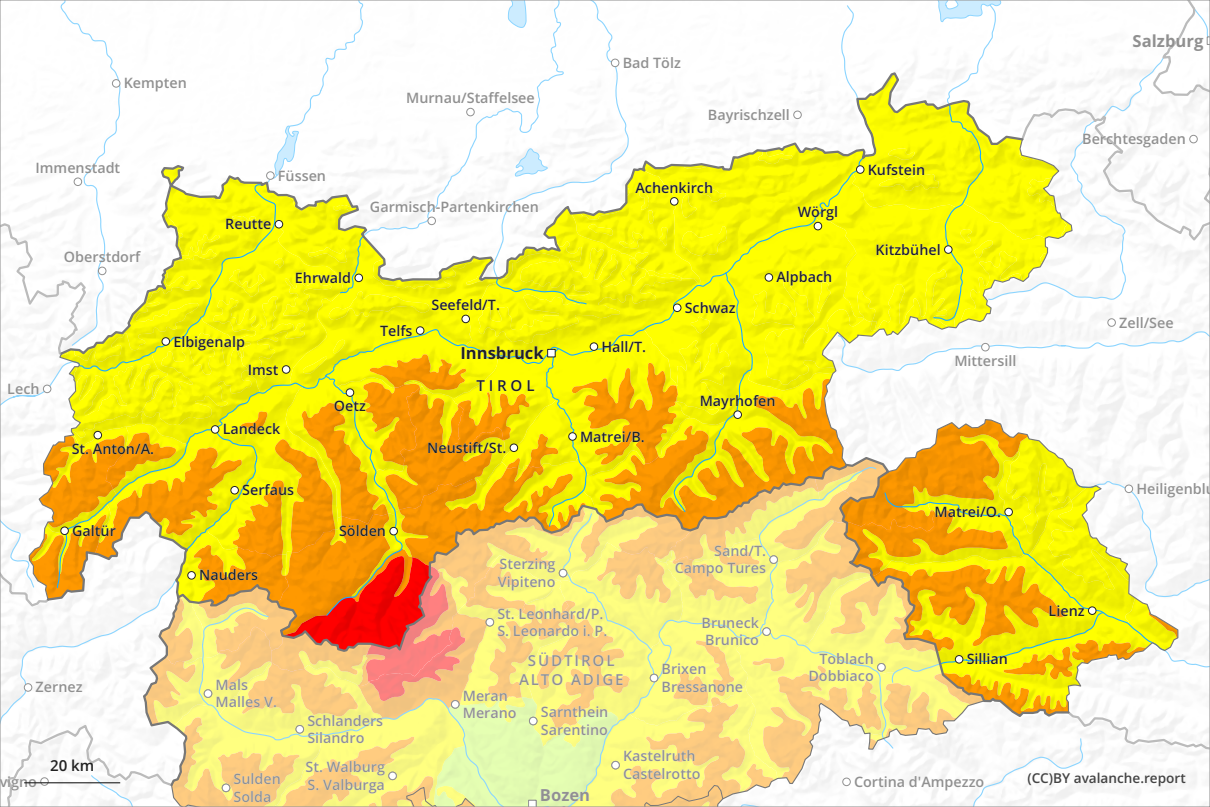 Salzburg
Bad Tölz
Kempten
Murnau/Staffelsee
Bayrischzell
Berchtesgaden
Immenstadt
Füssen
Kufstein
Achenkirch
Garmisch-Partenkirchen
Wörgl
Reutte
Kitzbühel
Oberstdorf
Ehrwald
Alpbach
Seefeld/T.
Schwaz
Telfs
Zell/See
Elbigenalp
Innsbruck
Hall/T.
Mittersill
Imst
TIROL
Lech
Oetz
Mayrhofen
Landeck
St. Anton/A.
Neustift/St.
Matrei/B.
Serfaus
Heiligenblu
Matrei/O.
Galtür
Sölden
Sand/T.
Campo Tures
Sterzing
Vipiteno
Nauders
Lienz
St. Leonhard/P.
S. Leonardo i. P.
Bruneck
Brunico
SÜDTIROL
ALTO ADIGE
Sillian
Toblach
Dobbiaco
Brixen
Bressanone
Zernez
Mals
Malles V.
Meran
Merano
Sarnthein
Sarentino
Schlanders
Silandro
Kastelruth
Castelrotto
20 km
St. Walburg
S. Valburga
vigno
Sulden
Solda
Cortina d'Ampezzo
(CC)BY avalanche.report
Bozen